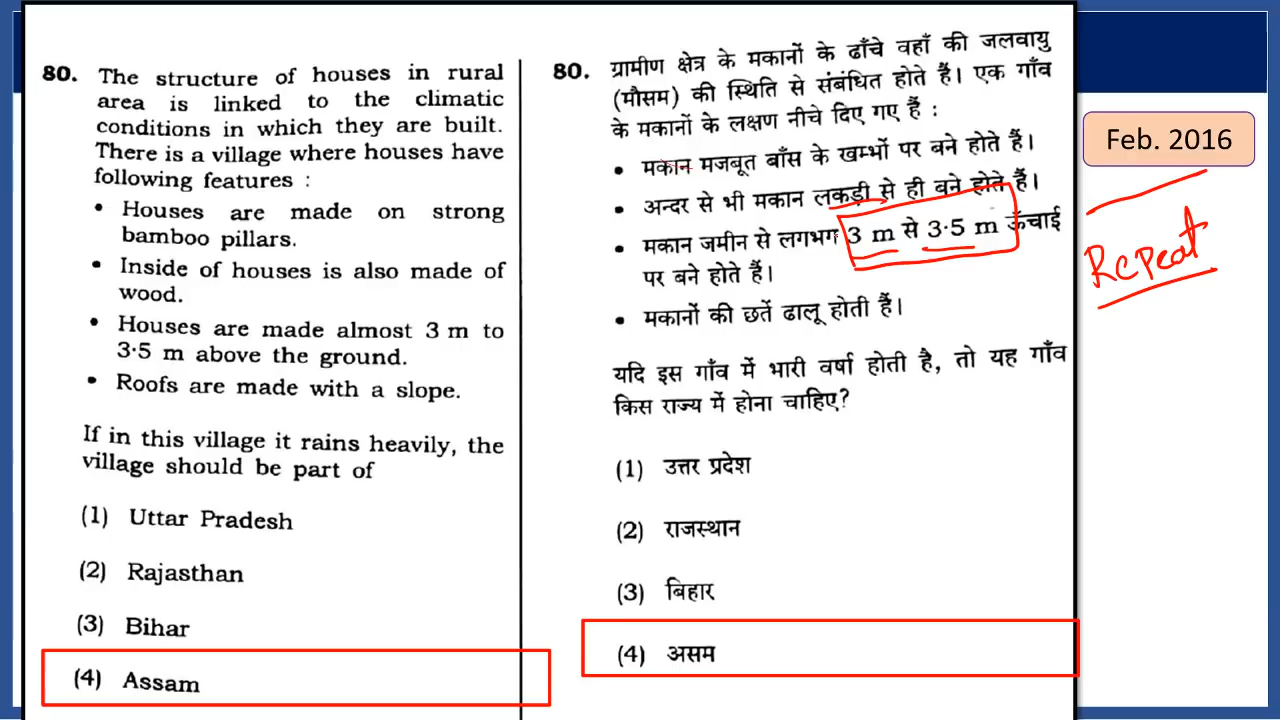 80. The structure of houses in rural
area is linked to the climatic
conditions in which they are built.
There is a village where houses have
following features :
• Houses are made on strong
bamboo pillars.
• Inside of houses is also made of
wood.
• Houses are made almost 3 m to
3·5 m above the ground.
• Roofs are made with a slope.
If in this village it rains heavily, the
village should be part of
(1) Uttar Pradesh
(2) Rajasthan
(3) Bihar
(4) Assam
80. ग्रामीण क्षेत्र के मकानों के ढाँचे वहाँ की जलवायु
(मौसम) की स्थिति से संबंधित होते हैं। एक गाँव
के मकानों के लक्षण नीचे दिए गए हैं :
• मकान मजबूत बाँस के खम्भों पर बने होते हैं।
• अन्दर से भी मकान लकड़ी से ही बने होते हैं।
• मकान जमीन से लगभग 3 m से 3·5 m ऊँचाई
पर बने होते हैं।
• मकानों की छतें ढालू होती हैं।
यदि इस गाँव में भारी वर्षा होती है, तो यह गाँव
किस राज्य में होना चाहिए?
(1) उत्तर प्रदेश
(2) राजस्थान
(3) बिहार
(4) असम
Feb. 2016
Repeat